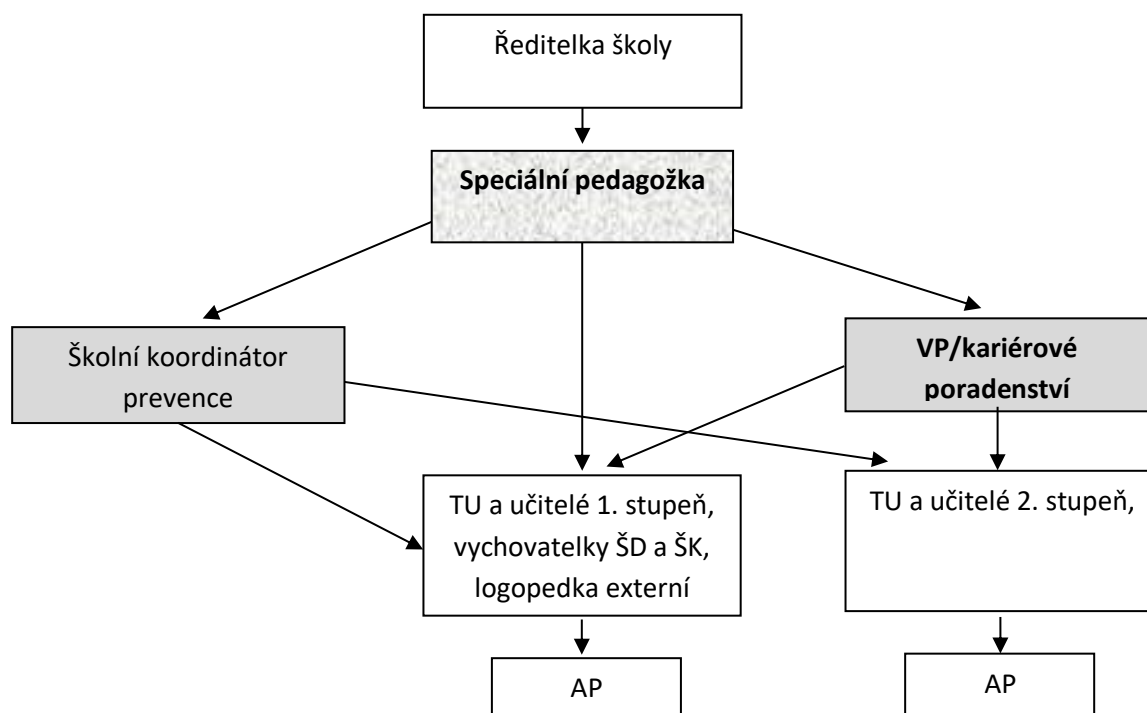 Ředitelka školy
Speciální pedagožka
Školní koordinátor
prevence
VP/kariérové
poradenství
TU a učitelé 1. stupeň,
vychovatelky ŠD a ŠK,
logopedka externí
TU a učitelé 2. stupeň,
AP
AP